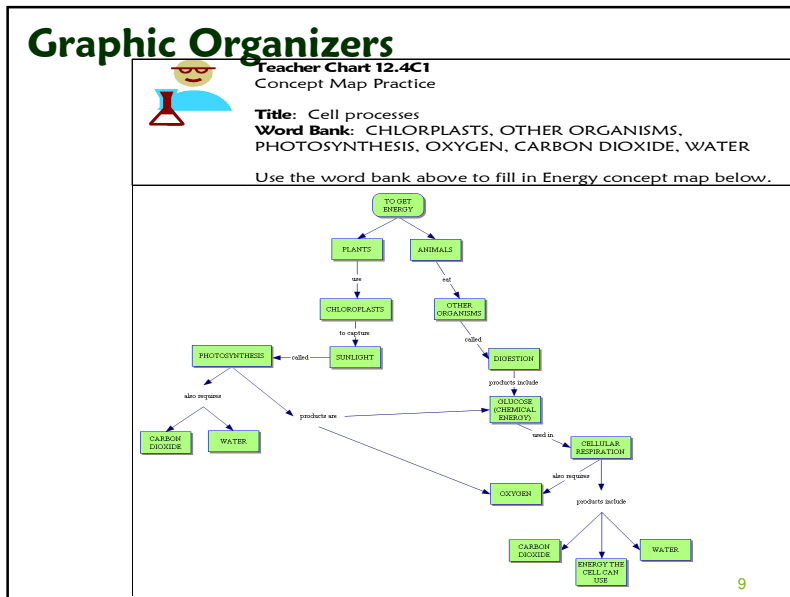 Graphic Organizers
Teacher Chart 12.4C1
Concept Map Practice
Title: Cell processes
Word Bank: CHLORPLASTS, OTHER ORGANISMS,
PHOTOSYNTHESIS, OXYGEN, CARBON DIOXIDE, WATER
Use the word bank above to fill in Energy concept map below.
TO GET
ENERGY
PLANTS
ANIMALS
use
eat
CHLOROPLASTS
OTHER
ORGANISMS
to capture
called
PHOTOSYNTHESIS
called
SUNLIGHT
DIGESTION
products include
also requires
GLUCOSE
(CHEMICAL
ENERGY)
products are
used in
CARBON
DIOXIDE
WATER
CELLULAR
RESPIRATION
also requires
OXYGEN
products include
CARBON
DIOXIDE
ENERGY THE
CELL CAN
USE
WATER
9